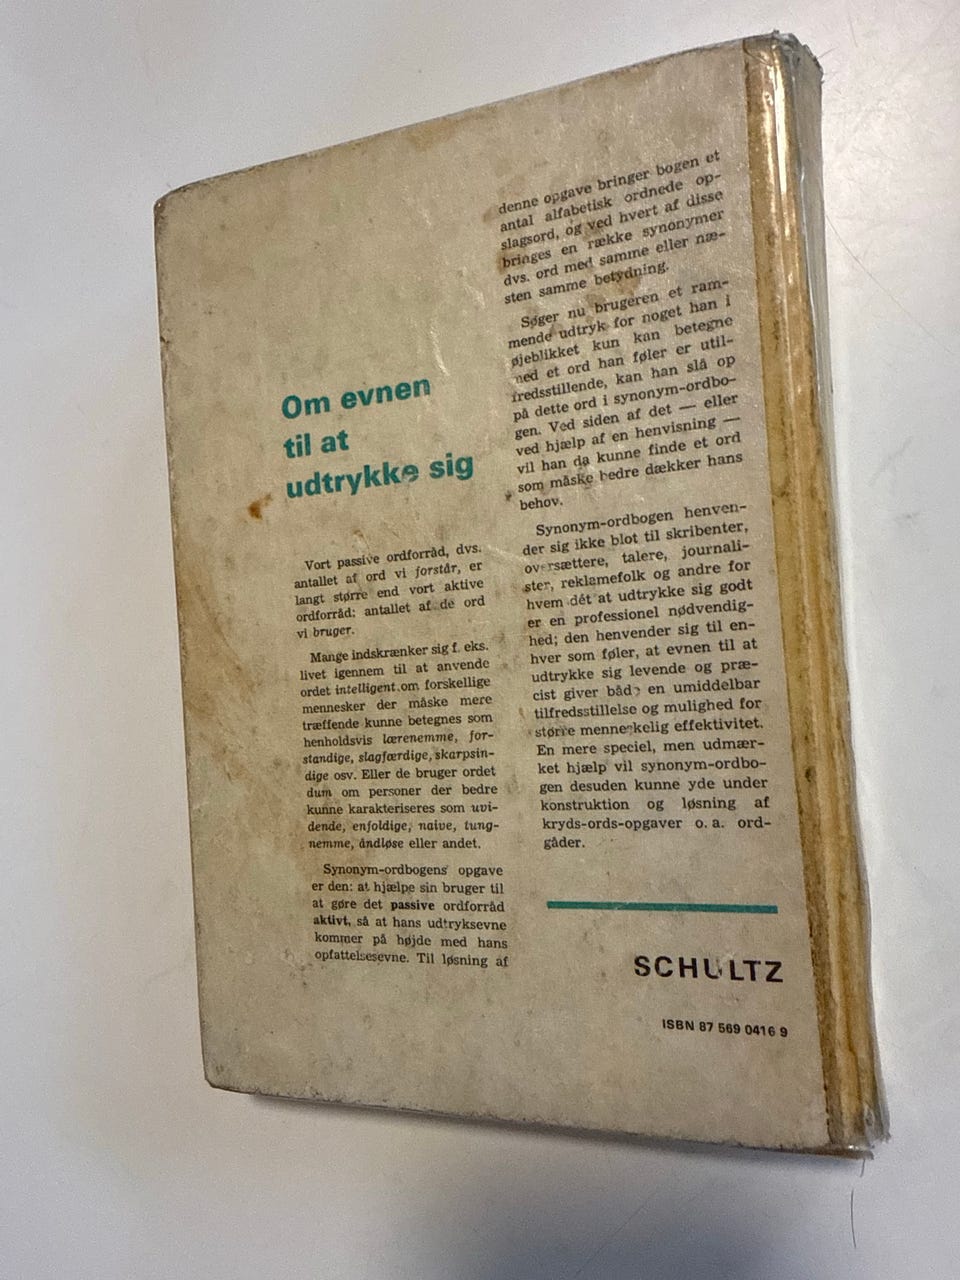 Om evnen
til at
udtrykke sig
Vort passive ordforråd, dvs.
antallet af ord vi forstår, er
langt større end vort aktive
ordforråd: antallet af de ord
vi bruger.
Mange indskrænker sig f. eks.
livet igennem til at anvende
ordet intelligent om forskellige
mennesker der måske mere
træffende kunne betegnes som
henholdsvis lærenemme, for-
standige, slagfærdige, skarpsin-
dige osv. Eller de bruger ordet
dum om personer der bedre
kunne karakteriseres som uvi-
dende, enfoldige, naive, tung-
nemme, åndløse eller andet.
Synonym-ordbogens opgave
er den: at hjælpe sin bruger til
at gøre det passive ordforråd
aktivt, så at hans udtryksevne
kommer på højde med hans
opfattelsesevne. Til løsning af
denne opgave bringer bogen et
antal alfabetisk ordnede op-
slagsord, og ved hvert af disse
bringes en række synonymer
dvs. ord med samme eller næ-
sten samme betydning.
Søger nu brugeren et ram-
mende udtryk for noget han i
øjeblikket kun kan betegne
med et ord han føler er util-
fredsstillende, kan han slå op
på dette ord i synonym-ordbo-
gen. Ved siden af det — eller
ved hjælp af en henvisning —
vil han da kunne finde et ord
som måske bedre dækker hans
behov.
Synonym-ordbogen henven-
der sig ikke blot til skribenter,
oversættere, talere, journali-
ster, reklamefolk og andre for
hvem dét at udtrykke sig godt
er en professionel nødvendig-
hed; den henvender sig til en-
hver som føler, at evnen til at
udtrykke sig levende og præ-
cist giver både en umiddelbar
tilfredsstillelse og mulighed for
større menneskelig effektivitet.
En mere speciel, men udmær-
ket hjælp vil synonym-ordbo-
gen desuden kunne yde under
konstruktion og løsning af
kryds-ords-opgaver o. a. ord-
gåder.
SCHULTZ
ISBN 87 569 0416 9